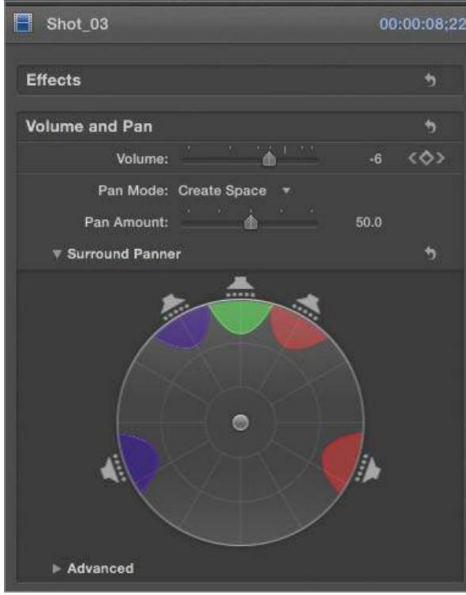 Shot_03 00:00:08;22
Effects
Volume and Pan
Volume: -6
Pan Mode: Create Space
Pan Amount: 50.0
Surround Panner
Advanced